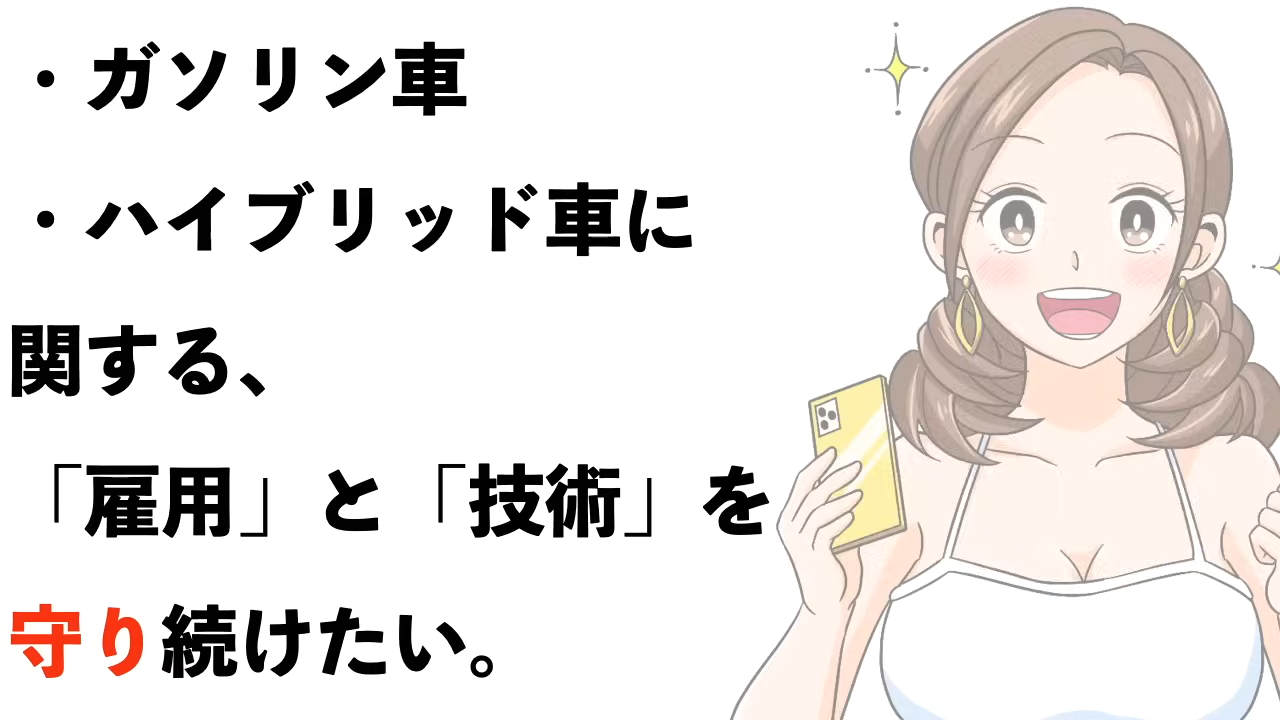 ・ガソリン車
・ハイブリッド車に
関する、
「雇用」と「技術」を
守り続けたい。